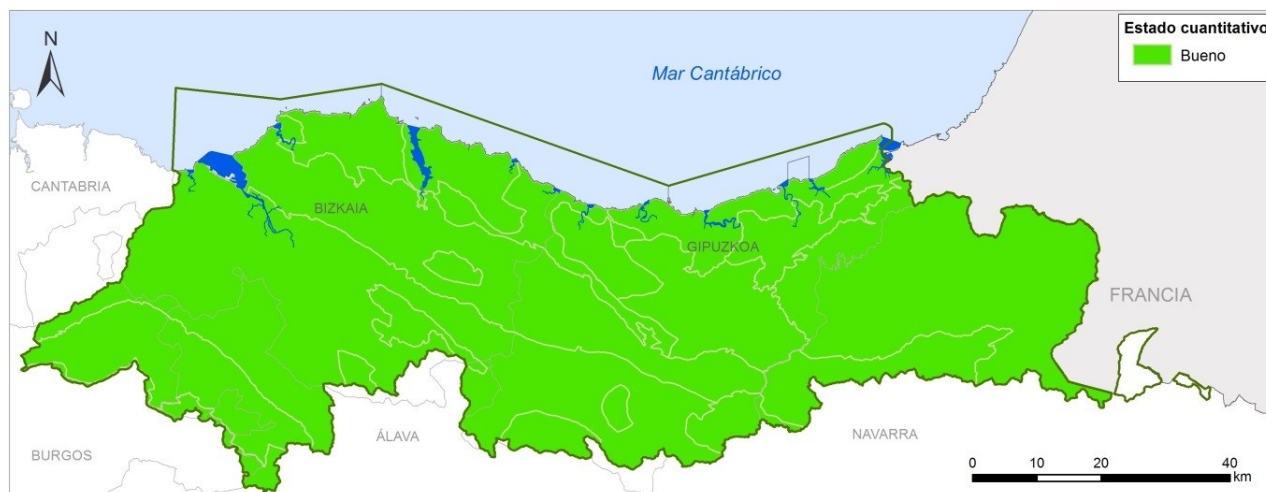 N
Estado cuantitativo
Bueno
Mar Cantábrico
CANTABRIA
BIZKAIA
GIPUZKOA
FRANCIA
ÁLAVA
NAVARRA
BURGOS
0 10 20 40
km